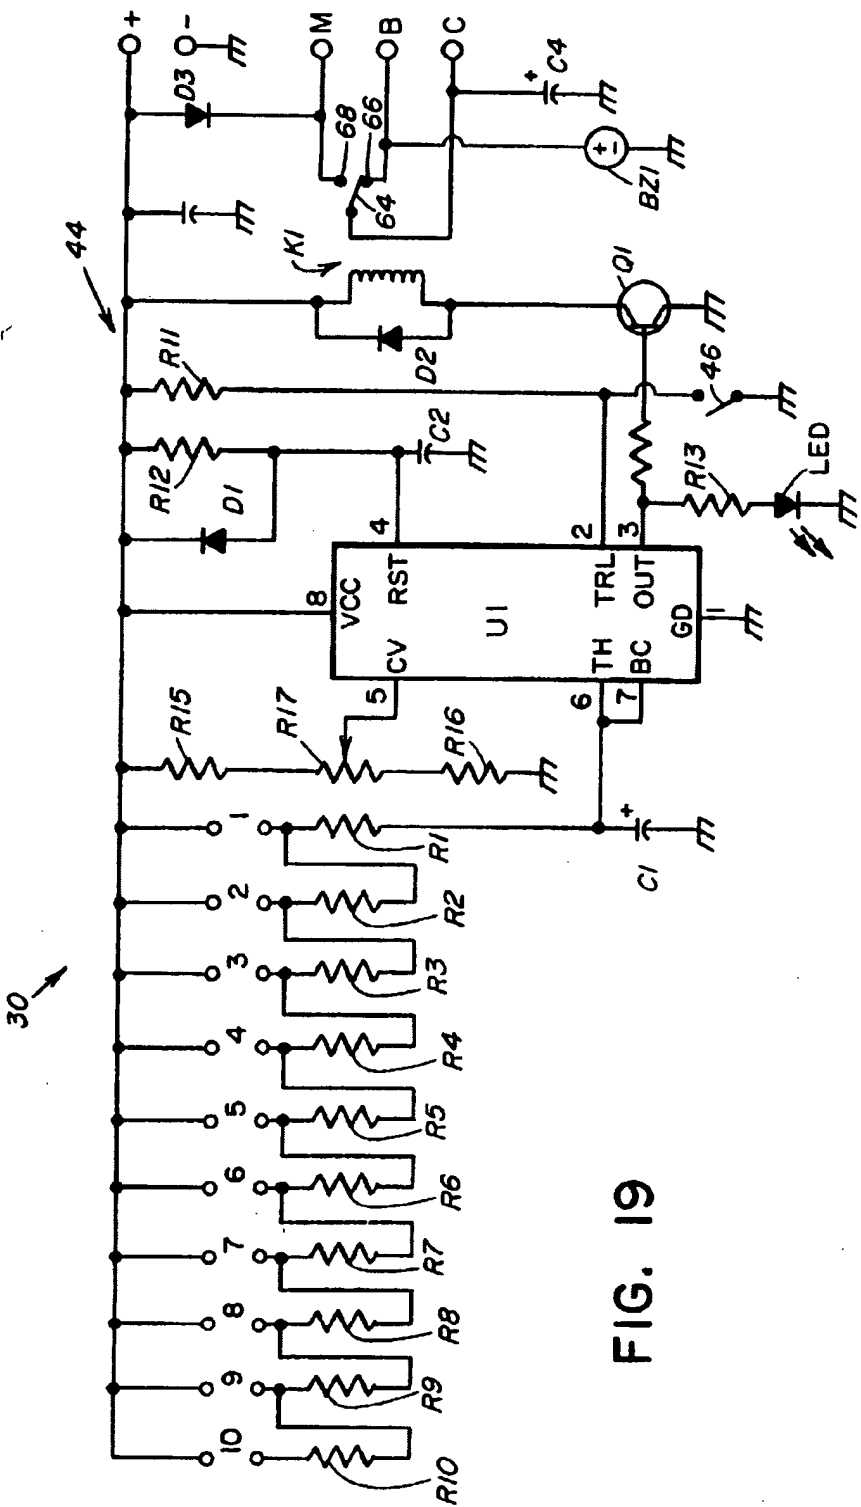 30
44
+
-
D3
M
B
C
C4
BZ1
68
66
64
K1
D2
Q1
R11
R12
D1
C2
46
R13
LED
8
VCC
4
RST
2
TRL
3
OUT
U1
CV
5
TH
6
BC
7
GD
1
R15
R17
R16
C1
+
+
+
-
1
2
3
4
5
6
7
8
9
10
R1
R2
R3
R4
R5
R6
R7
R8
R9
R10
FIG. 19